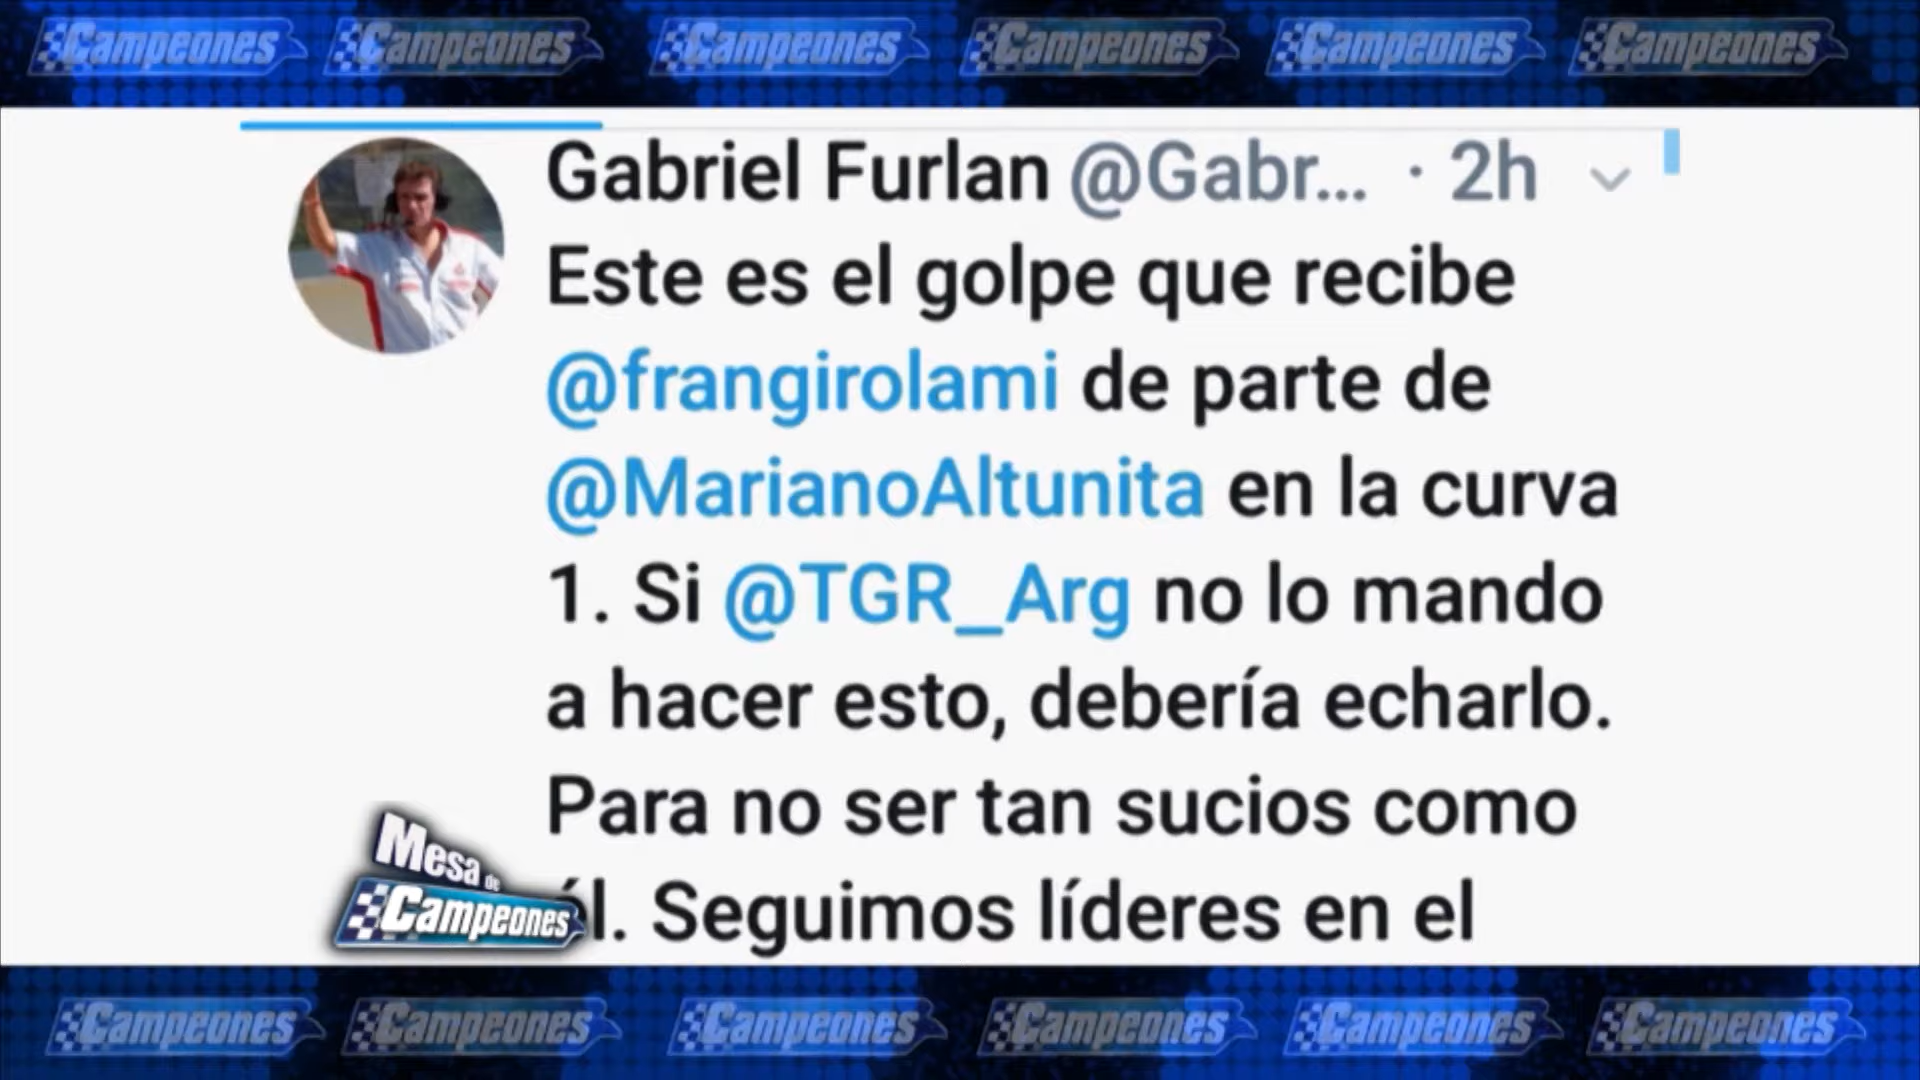 Campeones Campeones Campeones Campeones Campeones Campeones
Gabriel Furlan @Gabr... · 2h
Este es el golpe que recibe
@frangirolami de parte de
@MarianoAltunita en la curva
1. Si @TGR_Arg no lo mando
a hacer esto, debería echarlo.
Para no ser tan sucios como
él. Seguimos líderes en el
Mesa de
Campeones
Campeones Campeones Campeones Campeones Campeones Campeones